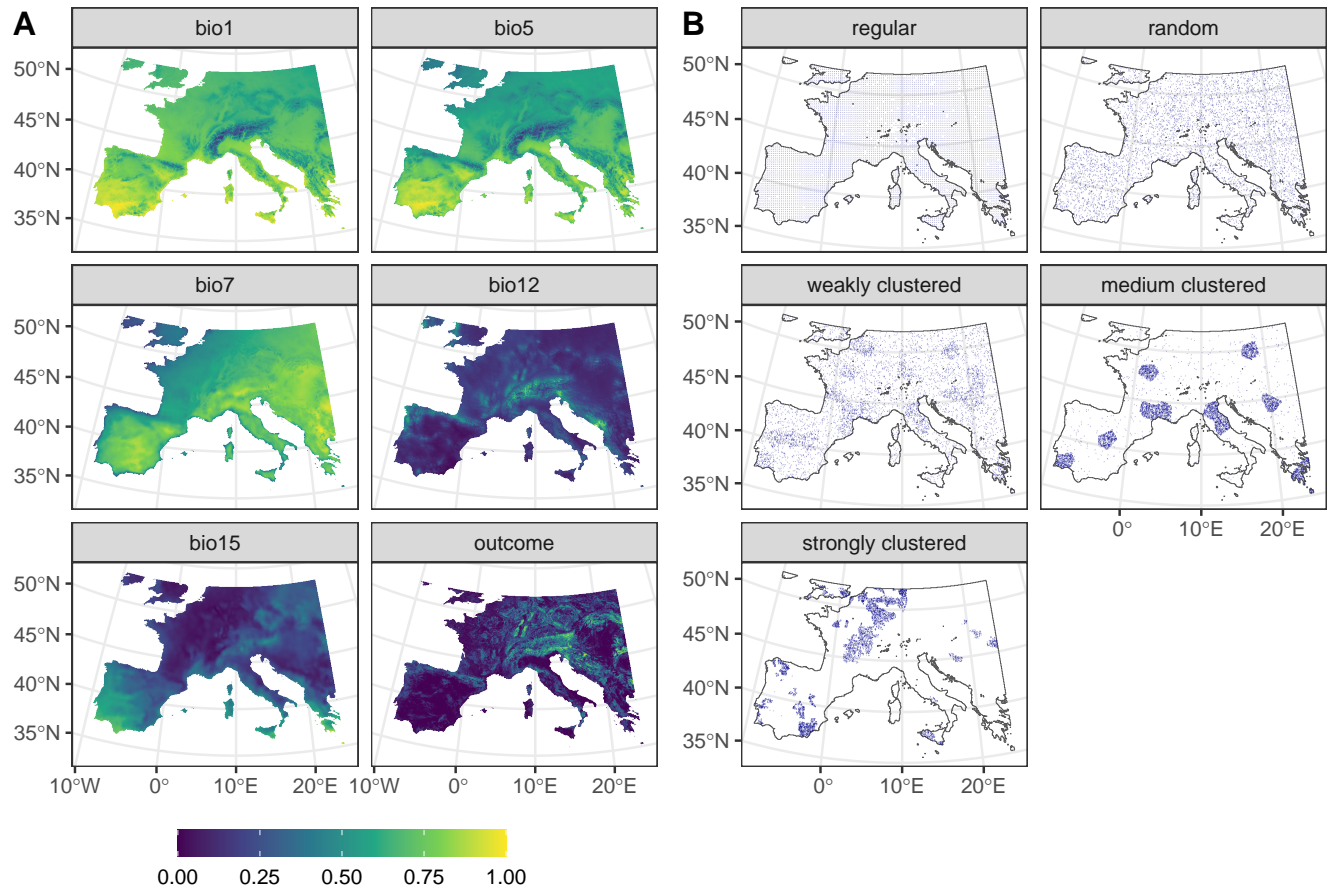 A
B
bio1
bio5
regular
random
50°N
45°N
40°N
35°N
50°N
45°N
40°N
35°N
bio7
bio12
weakly clustered
medium clustered
50°N
45°N
40°N
35°N
50°N
45°N
40°N
35°N
0°
10°E
20°E
bio15
outcome
strongly clustered
50°N
45°N
40°N
35°N
50°N
45°N
40°N
35°N
10°W
0°
10°E
20°E
10°W
0°
10°E
20°E
0°
10°E
20°E
0.00
0.25
0.50
0.75
1.00